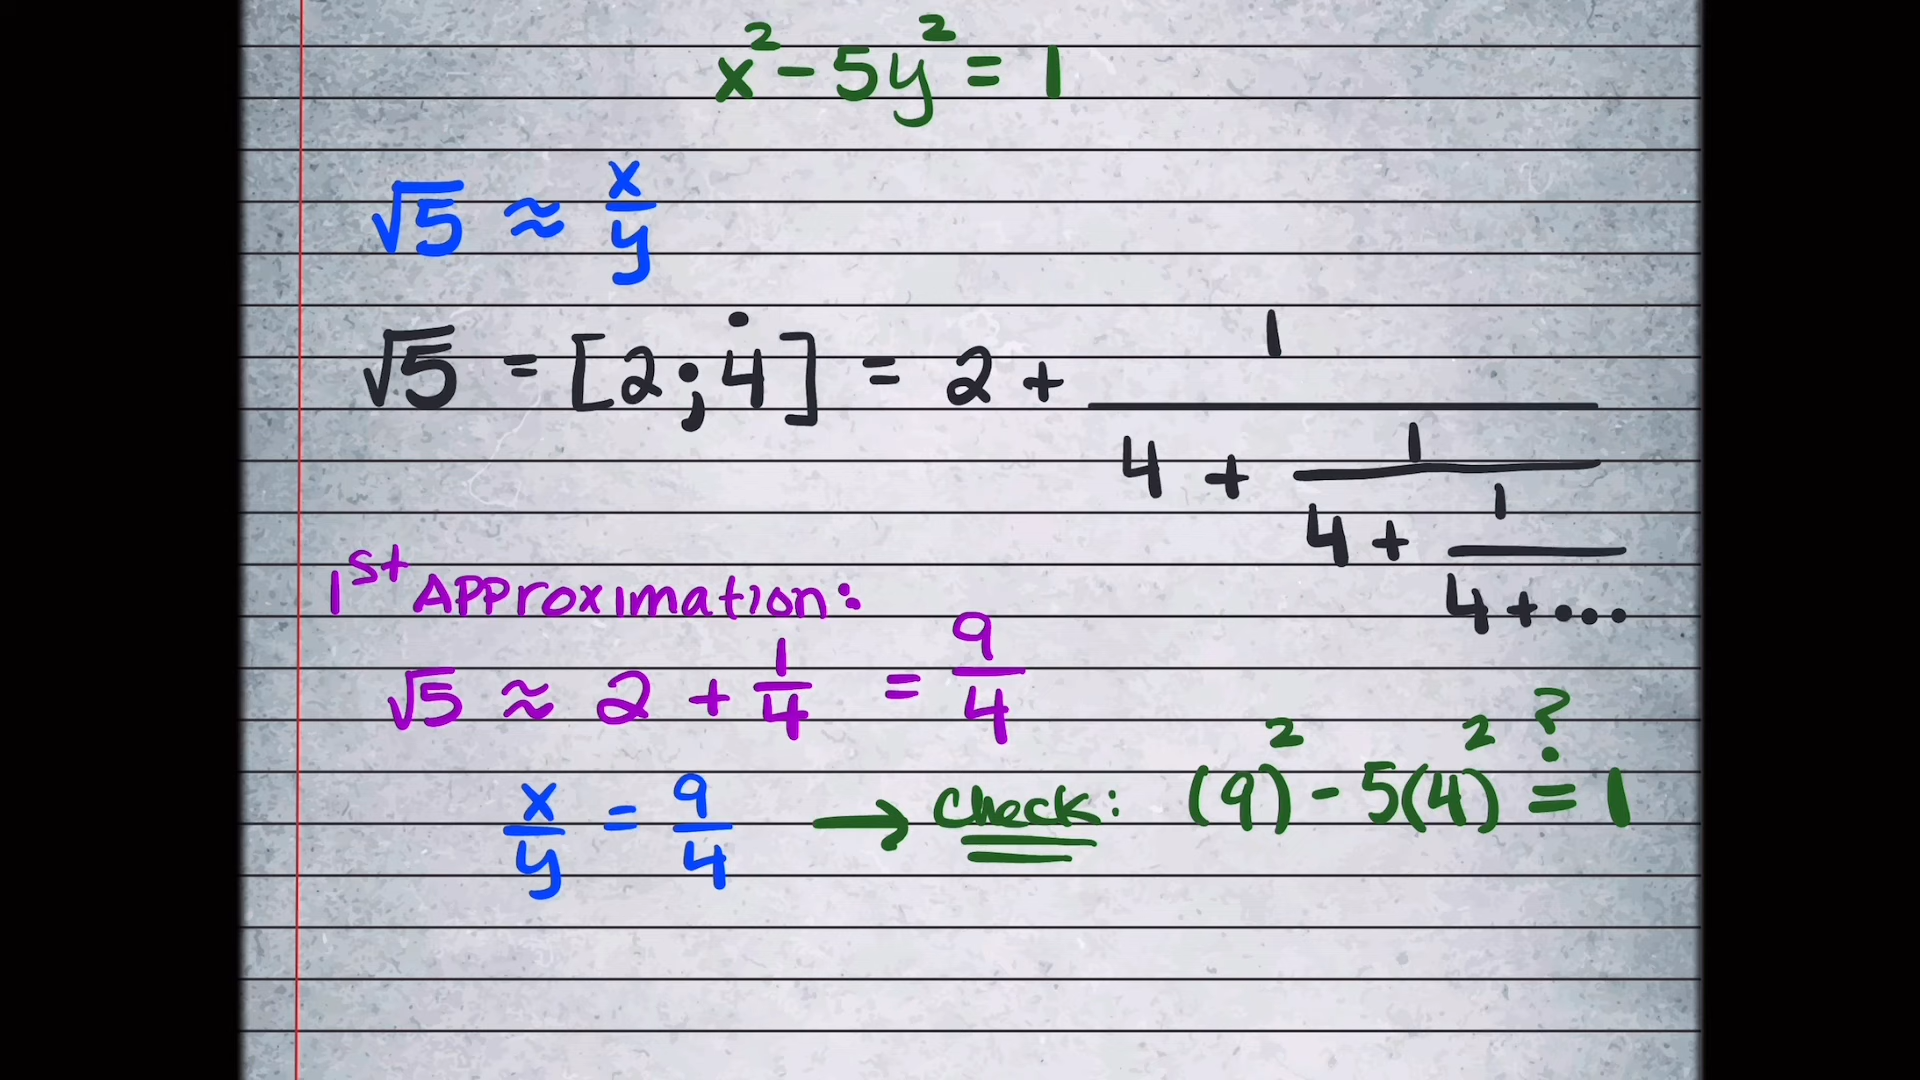 x² - 5y² = 1
√5 ≈ x/y
√5 = [2; 4̇] = 2 + 1/(4 + 1/(4 + 1/(4 + ...)))
1st Approximation:
√5 ≈ 2 + 1/4 = 9/4
x/y = 9/4 → Check: (9)² - 5(4)² ≟ 1